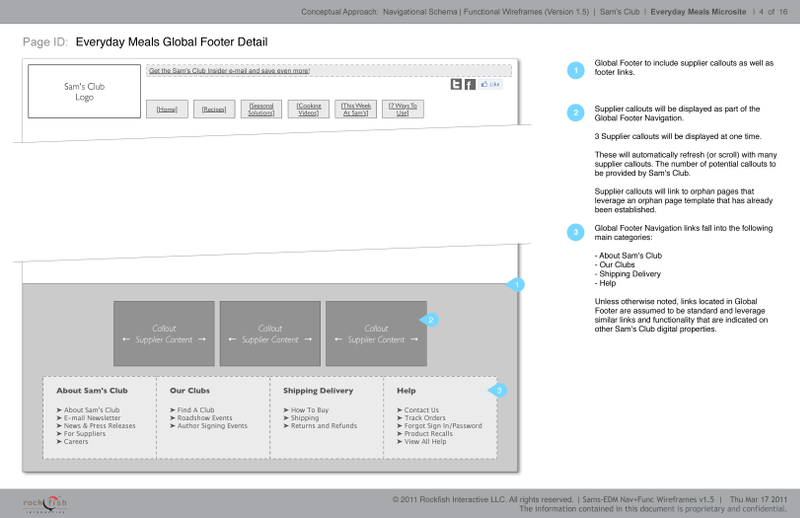 Conceptual Approach: Navigational Schema | Functional Wireframes (Version 1.5) | Sam's Club | Everyday Meals Microsite | 4 of 16
Page ID: Everyday Meals Global Footer Detail
Sam's Club
Logo
Get the Sam's Club Insider e-mail and save even more!
Like
[Home]
[Recipes]
[Seasonal
Solutions]
[Cooking
Videos]
[This Week
At Sam's]
[7 Ways To
Use]
1
Global Footer to include supplier callouts as well as
footer links.
2
Supplier callouts will be displayed as part of the
Global Footer Navigation.
3 Supplier callouts will be displayed at one time.
These will automatically refresh (or scroll) with many
supplier callouts. The number of potential callouts to
be provided by Sam's Club.
Supplier callouts will link to orphan pages that
leverage an orphan page template that has already
been established.
3
Global Footer Navigation links fall into the following
main categories:
- About Sam's Club
- Our Clubs
- Shipping Delivery
- Help
Unless otherwise noted, links located in Global
Footer are assumed to be standard and leverage
similar links and functionality that are indicated on
other Sam's Club digital properties.
1
Callout
← Supplier Content →
Callout
← Supplier Content →
Callout
← Supplier Content →
2
About Sam's Club
➤ About Sam's Club
➤ E-mail Newsletter
➤ News & Press Releases
➤ For Suppliers
➤ Careers
Our Clubs
➤ Find A Club
➤ Roadshow Events
➤ Author Signing Events
Shipping Delivery
➤ How To Buy
➤ Shipping
➤ Returns and Refunds
Help
➤ Contact Us
➤ Track Orders
➤ Forgot Sign In/Password
➤ Product Recalls
➤ View All Help
3
rockfish
INTERACTIVE
© 2011 Rockfish Interactive LLC. All rights reserved. | Sams-EDM Nav+Func Wireframes v1.5 | Thu Mar 17 2011
The information contained in this document is proprietary and confidential.